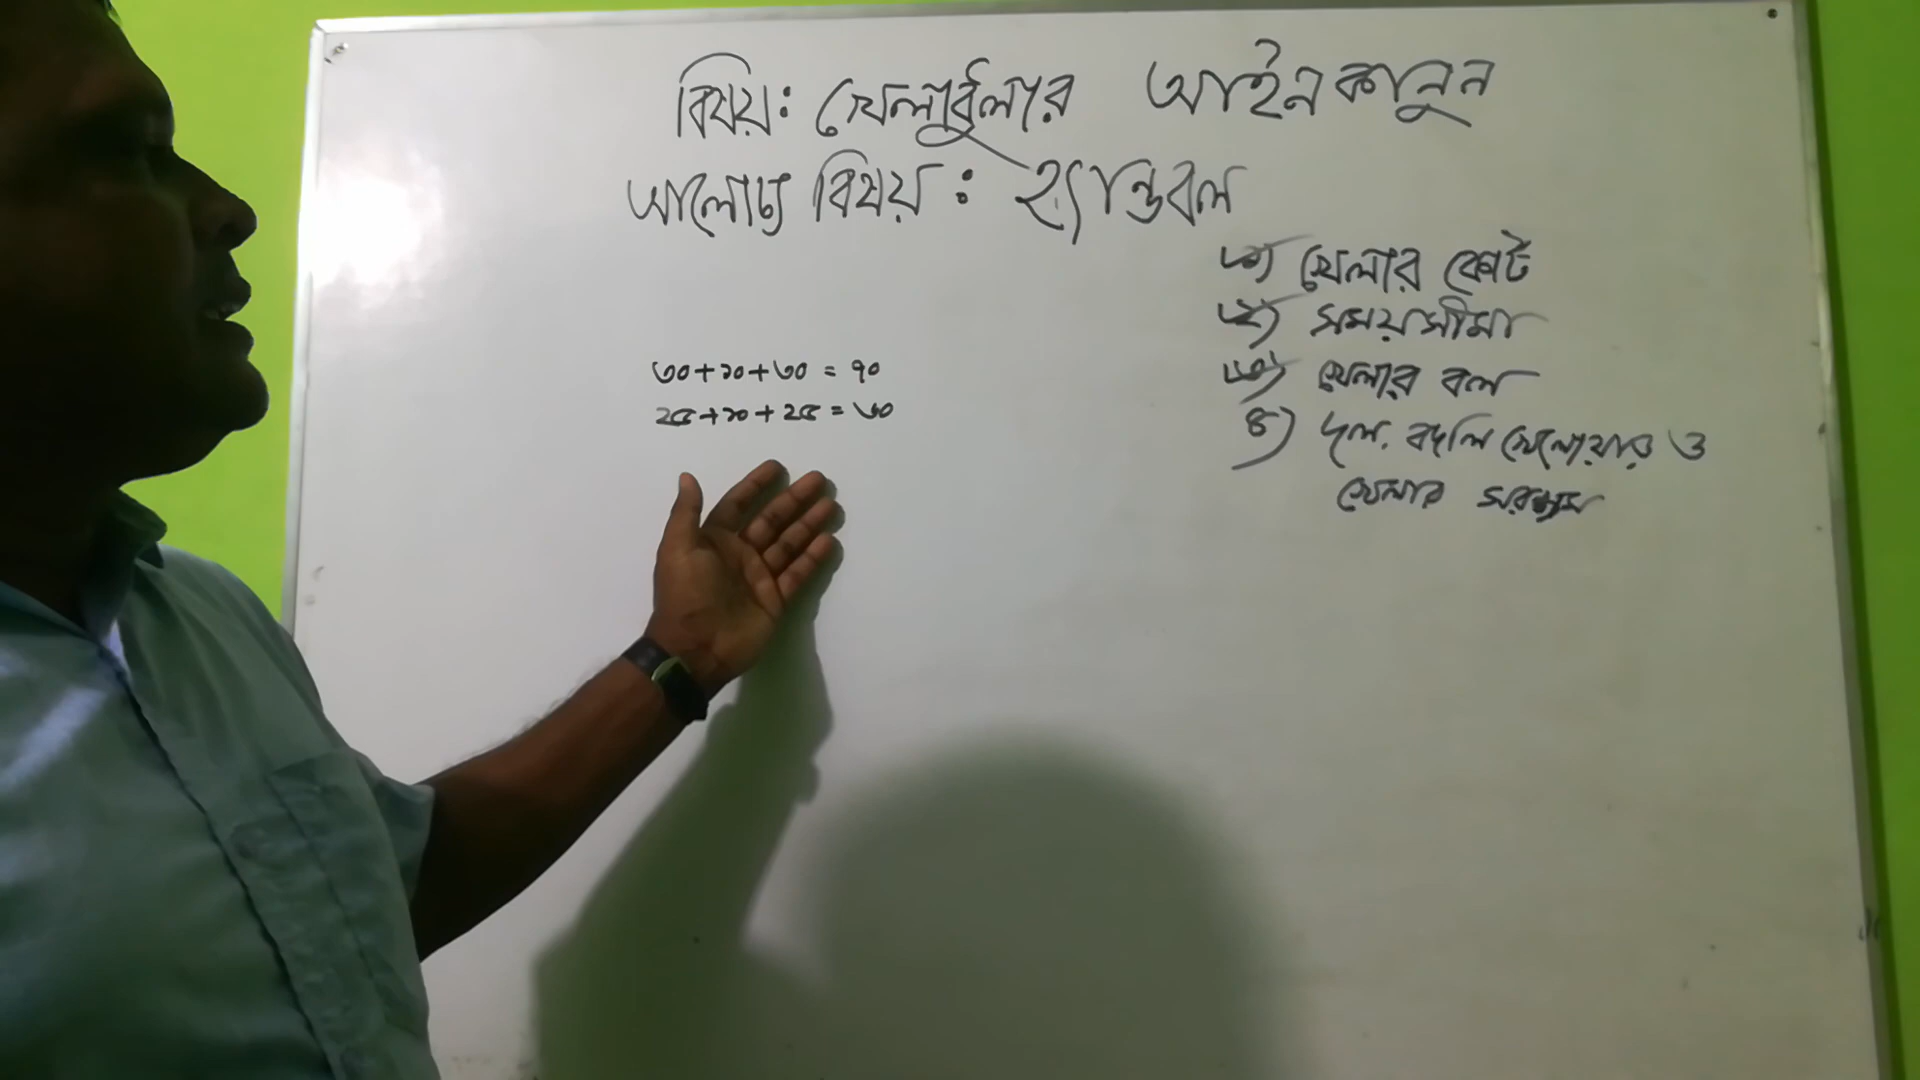 বিষয়: খেলাধুলার আইনকানুন
আলোচ্য বিষয়: হ্যান্ডবল
১) খেলার কোর্ট
২) সময়সীমা
৩) খেলার বল
৪) দল, বদলি খেলোয়ার ও
খেলার সরঞ্জাম
৩০+১০+৩০ = ৭০
২৫+১০+২৫ = ৬০